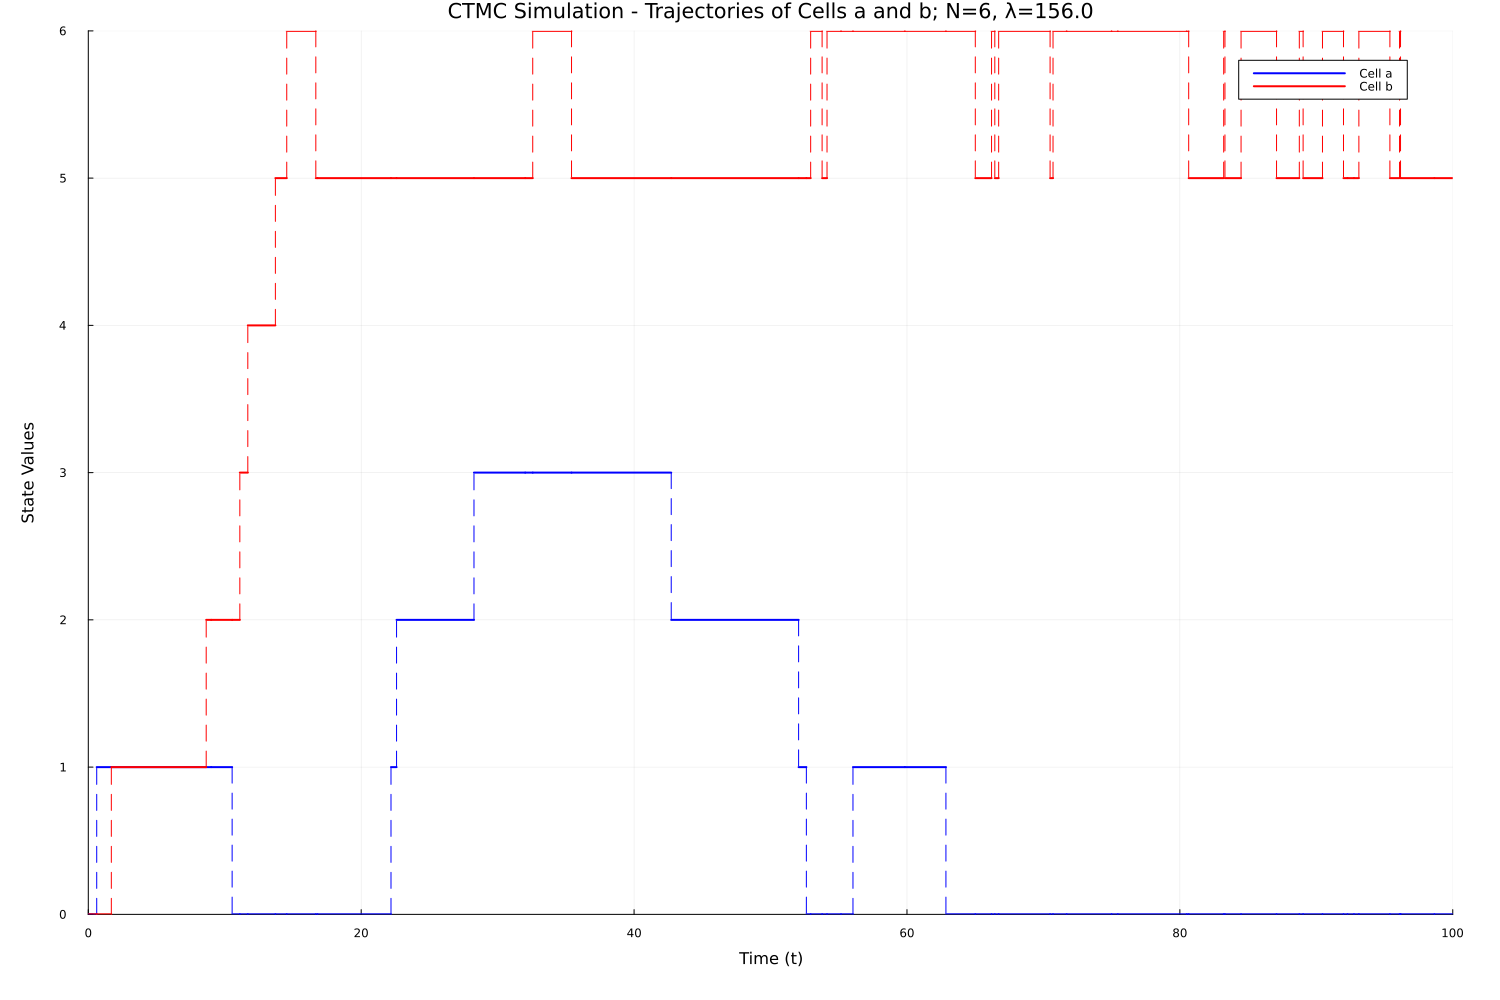 CTMC Simulation - Trajectories of Cells a and b; N=6, λ=156.0
6
Cell a
Cell b
5
4
3
State Values
2
1
0
0 20 40 60 80 100
Time (t)